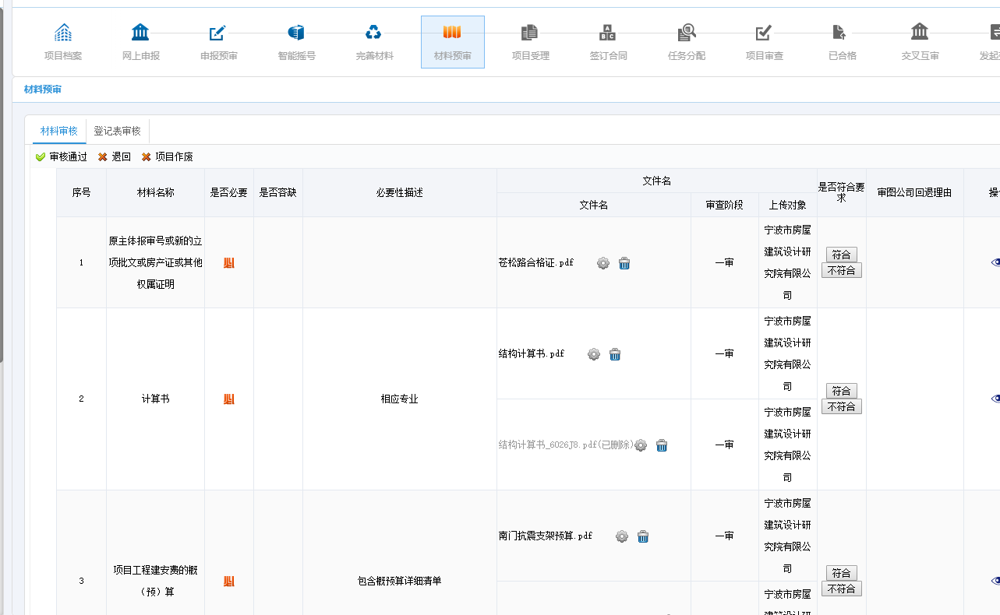 项目档案 网上申报 申报预审 智能摇号 完善材料 材料预审 项目受理 签订合同 任务分配 项目审查 已合格 交叉互审 发起
材料预审
材料审核 登记表审核
审核通过 退回 项目作废
序号 材料名称 是否必要 是否容缺 必要性描述 文件名 是否符合要求 审图公司回退理由
文件名 审查阶段 上传对象
1
原主体报审号或新的立
项批文或房产证或其他
权属证明
苍松路合格证.pdf
一审
宁波市房屋
建筑设计研
究院有限公
司
符合
不符合
2
计算书
相应专业
结构计算书.pdf
一审
宁波市房屋
建筑设计研
究院有限公
司
结构计算书_6026J8.pdf(已删除)
一审
宁波市房屋
建筑设计研
究院有限公
司
符合
不符合
3
项目工程建安费的概
（预）算
包含概预算详细清单
南门抗震支架预算.pdf
一审
宁波市房屋
建筑设计研
究院有限公
司
宁波市房屋
符合
不符合